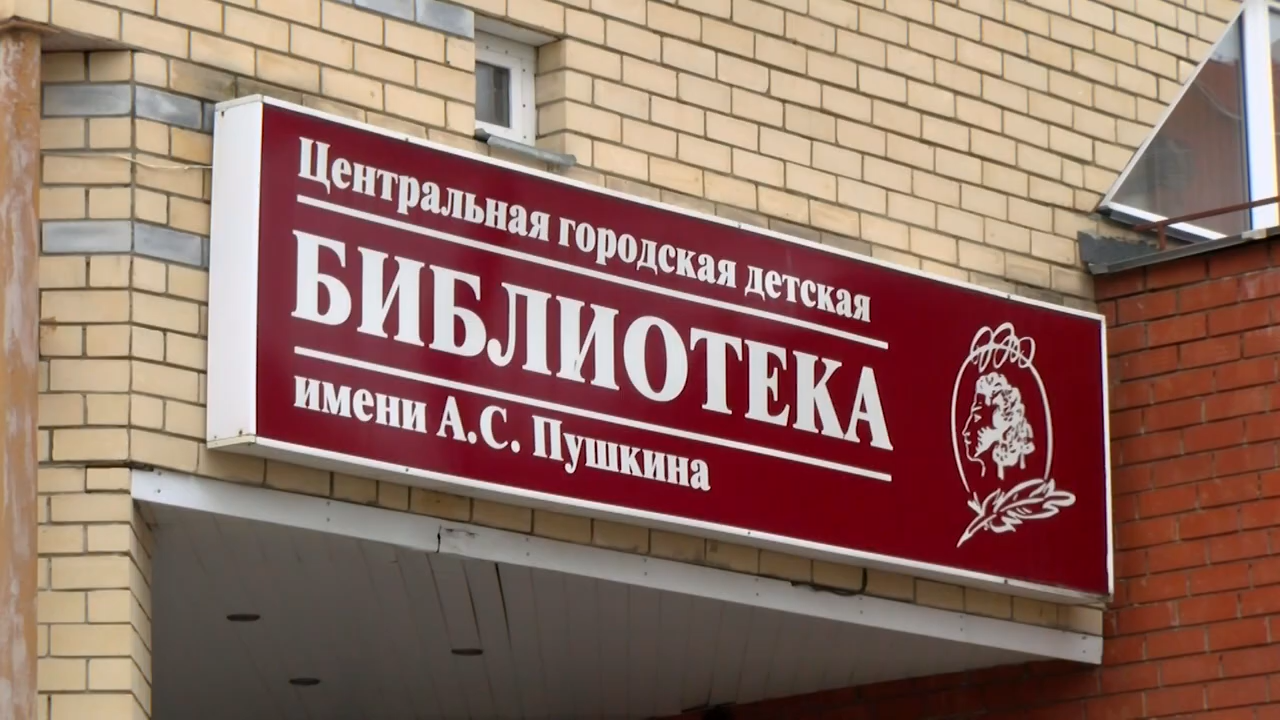 Центральная городская детская
БИБЛИОТЕКА
имени А.С. Пушкина